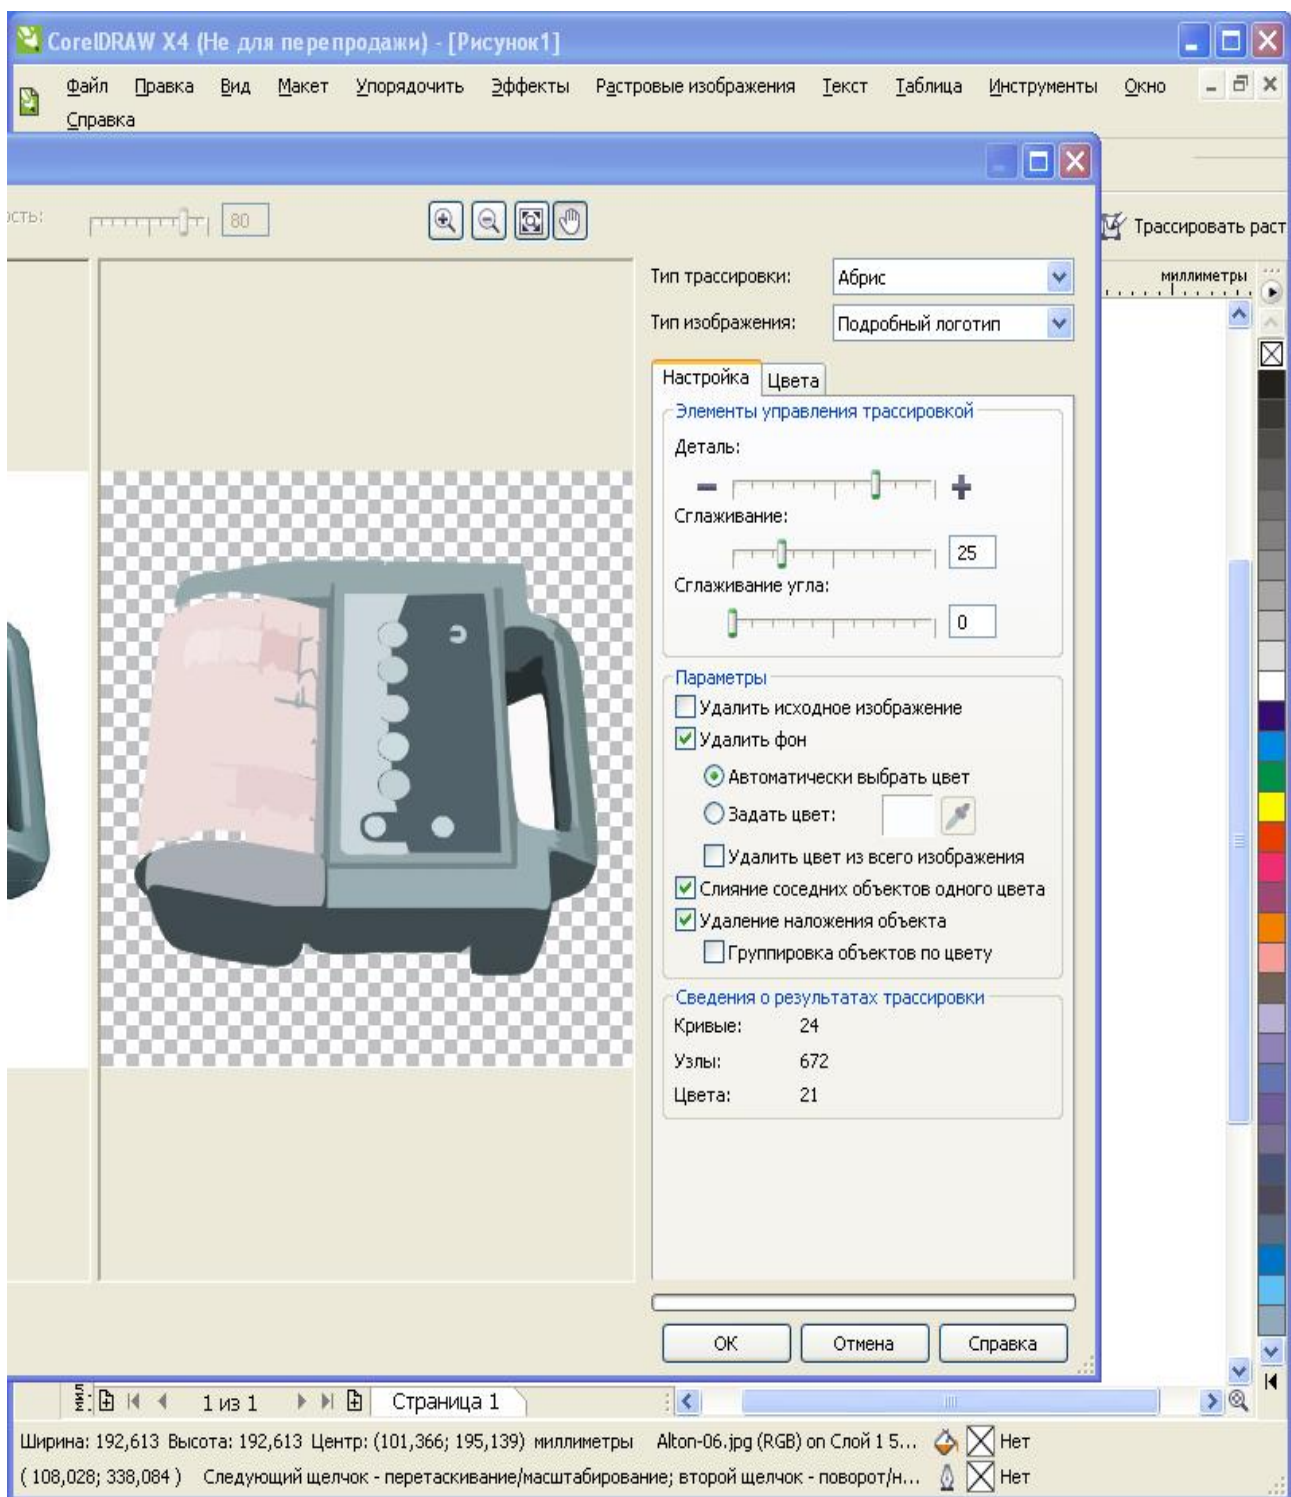 CorelDRAW X4 (Не для перепродажи) - [Рисунок1]
Файл Правка Вид Макет Упорядочить Эффекты Растровые изображения Текст Таблица Инструменты Окно
Справка
ость: 80
Трассировать раст
Тип трассировки: Абрис
миллиметры
Тип изображения: Подробный логотип
Настройка Цвета
Элементы управления трассировкой
Деталь:
Сглаживание:
25
Сглаживание угла:
0
Параметры
Удалить исходное изображение
Удалить фон
Автоматически выбрать цвет
Задать цвет:
Удалить цвет из всего изображения
Слияние соседних объектов одного цвета
Удаление наложения объекта
Группировка объектов по цвету
Сведения о результатах трассировки
Кривые: 24
Узлы: 672
Цвета: 21
ОК Отмена Справка
1 из 1 Страница 1
Ширина: 192,613 Высота: 192,613 Центр: (101,366; 195,139) миллиметры Alton-06.jpg (RGB) on Слой 1 5... Нет
( 108,028; 338,084 ) Следующий щелчок - перетаскивание/масштабирование; второй щелчок - поворот/н... Нет